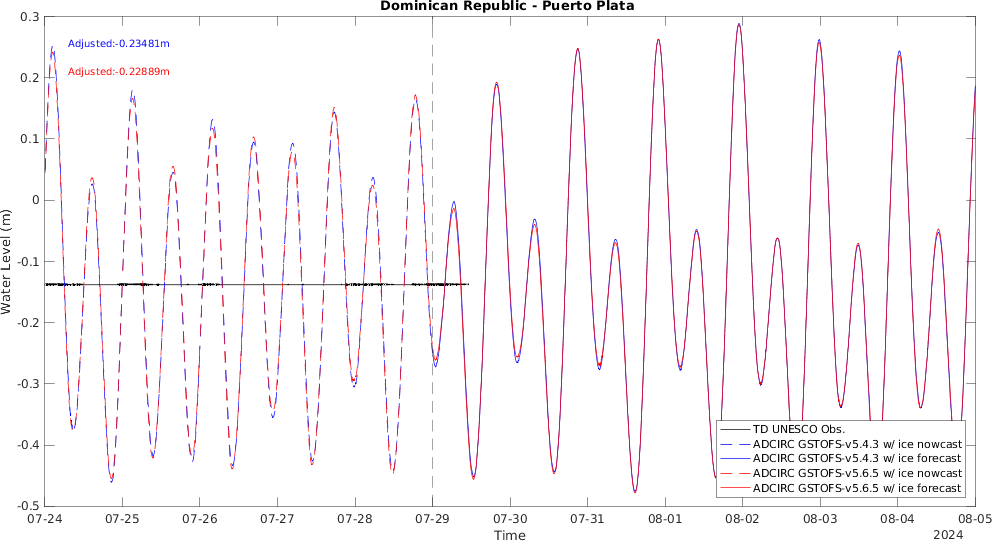 Dominican Republic - Puerto Plata
0.3
0.2
0.1
0
-0.1
-0.2
-0.3
-0.4
-0.5
Water Level (m)
Adjusted:-0.23481m
Adjusted:-0.22889m
TD UNESCO Obs.
ADCIRC GSTOFS-v5.4.3 w/ ice nowcast
ADCIRC GSTOFS-v5.4.3 w/ ice forecast
ADCIRC GSTOFS-v5.6.5 w/ ice nowcast
ADCIRC GSTOFS-v5.6.5 w/ ice forecast
07-24 07-25 07-26 07-27 07-28 07-29 07-30 07-31 08-01 08-02 08-03 08-04 08-05
Time
2024